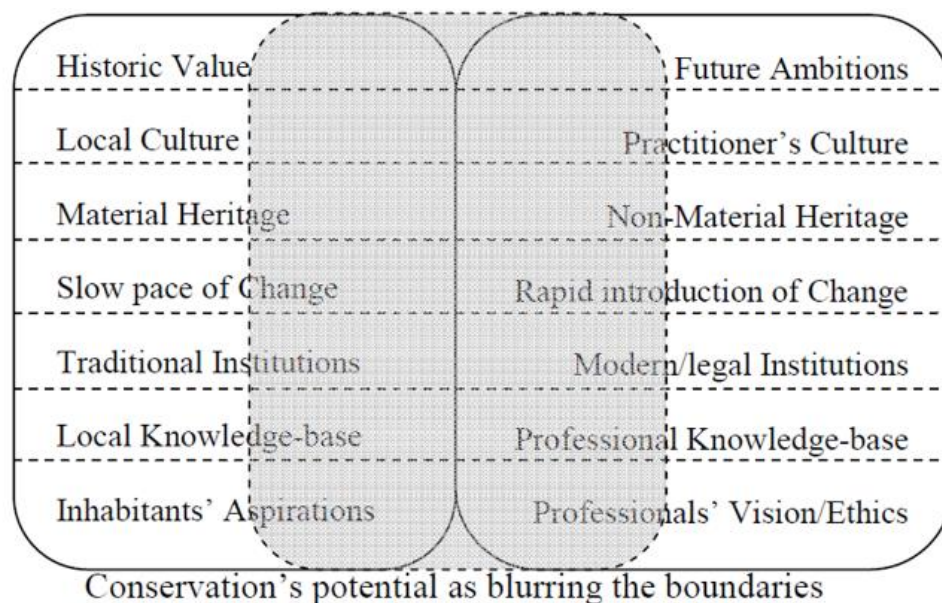 Historic Value Future Ambitions
Local Culture Practitioner's Culture
Material Heritage Non-Material Heritage
Slow pace of Change Rapid introduction of Change
Traditional Institutions Modern/legal Institutions
Local Knowledge-base Professional Knowledge-base
Inhabitants' Aspirations Professionals' Vision/Ethics
Conservation's potential as blurring the boundaries